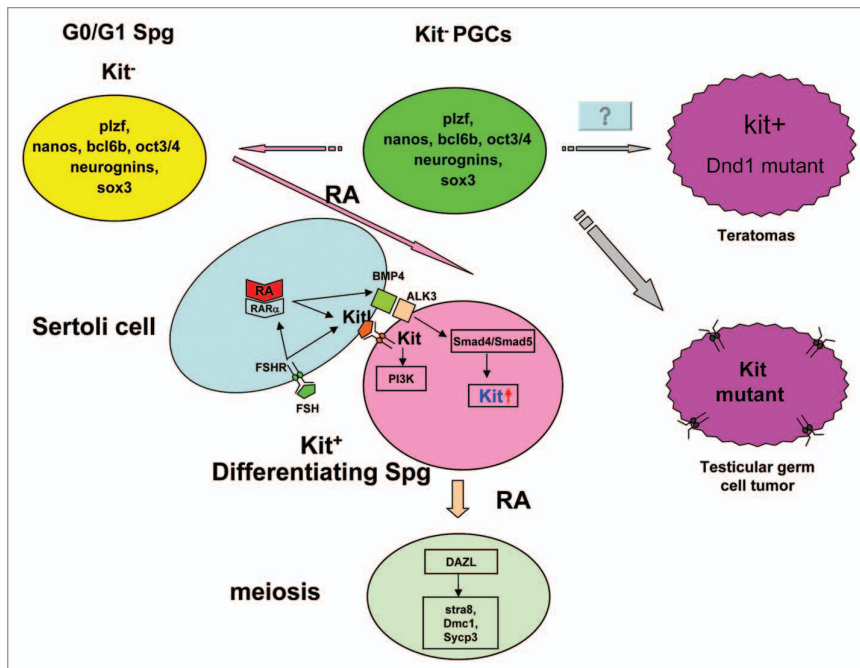 G0/G1 Spg
Kit⁻ PGCs
Kit⁻
plzf,
nanos, bcl6b, oct3/4
neurognins,
sox3
plzf,
nanos, bcl6b, oct3/4
neurognins,
sox3
?
kit+
Dnd1 mutant
Teratomas
RA
BMP4
ALK3
RA
RARα
Sertoli cell
Kitl
Kit
Smad4/Smad5
FSHR
PI3K
Kit
FSH
Kit
mutant
Kit⁺
Differentiating Spg
Testicular germ
cell tumor
RA
meiosis
DAZL
stra8,
Dmc1,
Sycp3